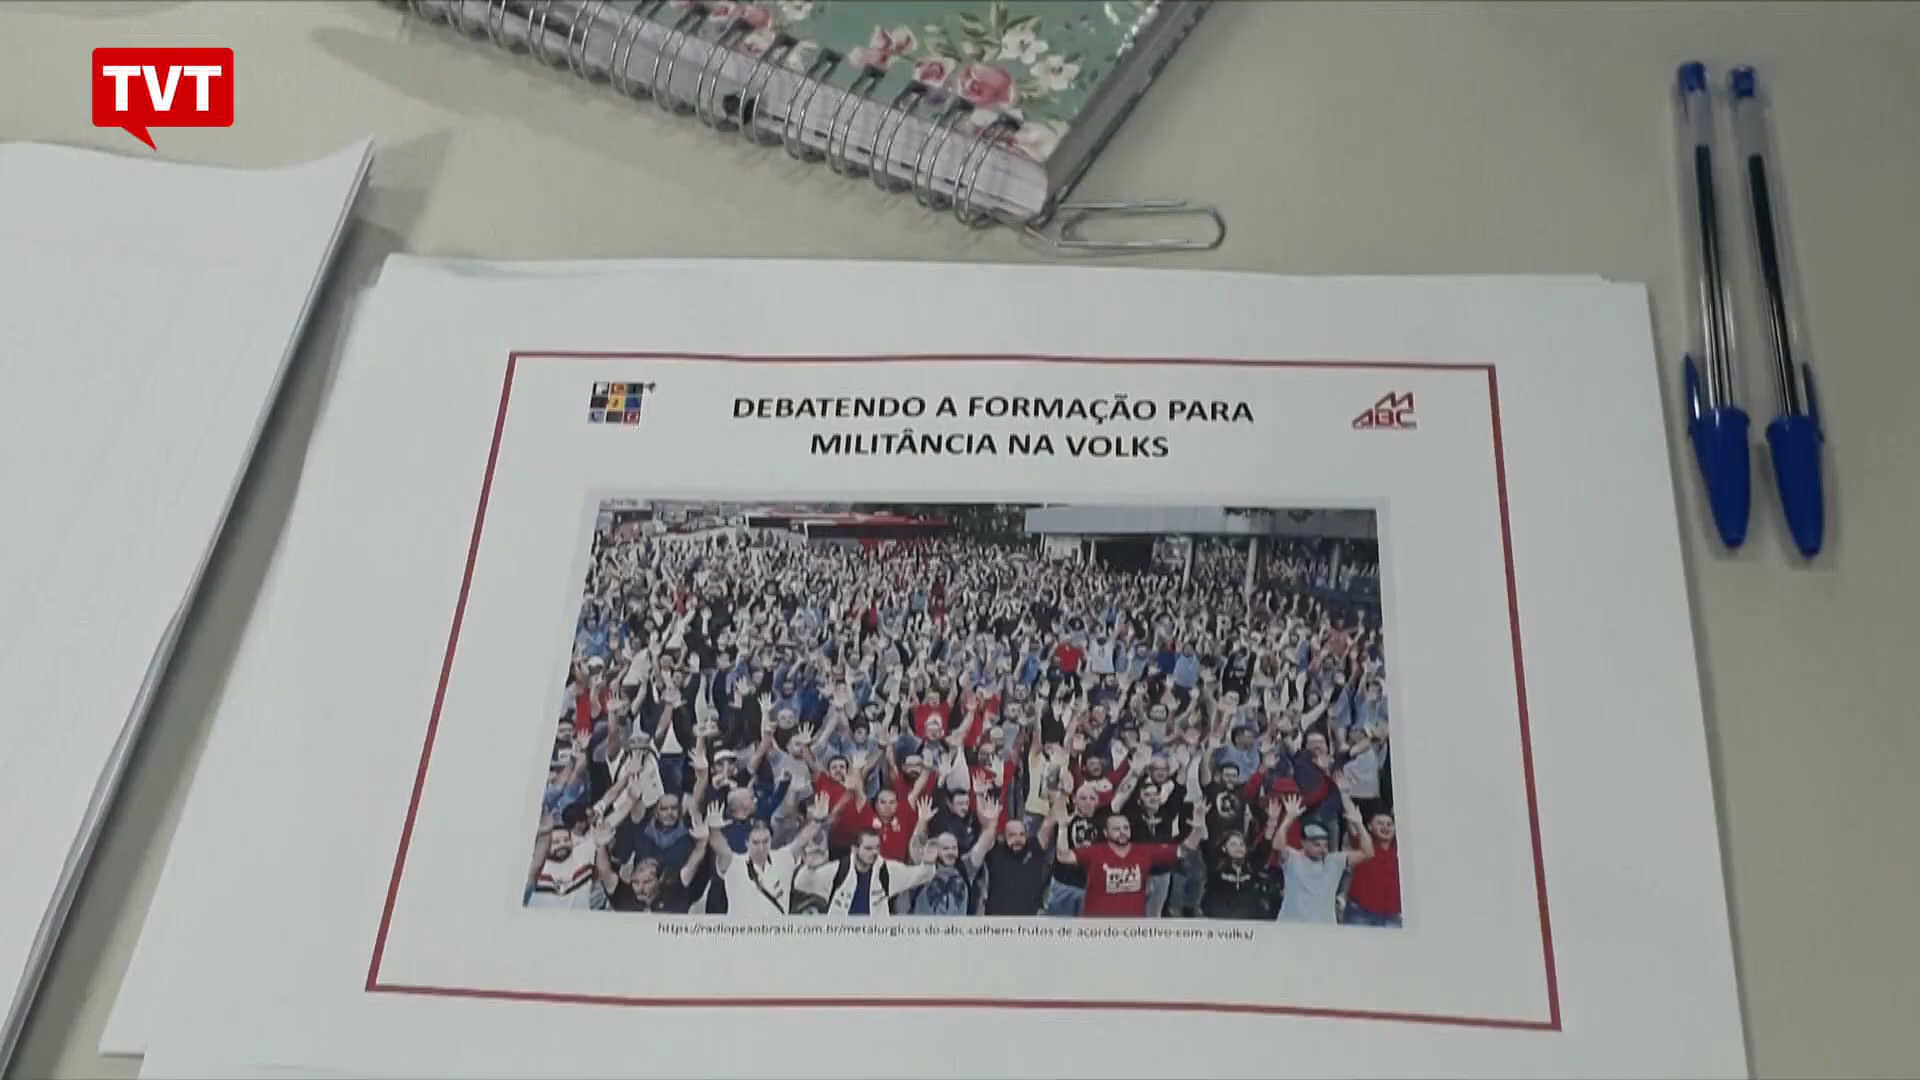 TVT
DEBATENDO A FORMAÇÃO PARA
MILITÂNCIA NA VOLKS
ABC
https://radiopeaobrasil.com.br/metalurgicos-do-abc-colhem-frutos-de-acordo-coletivo-com-a-volks/